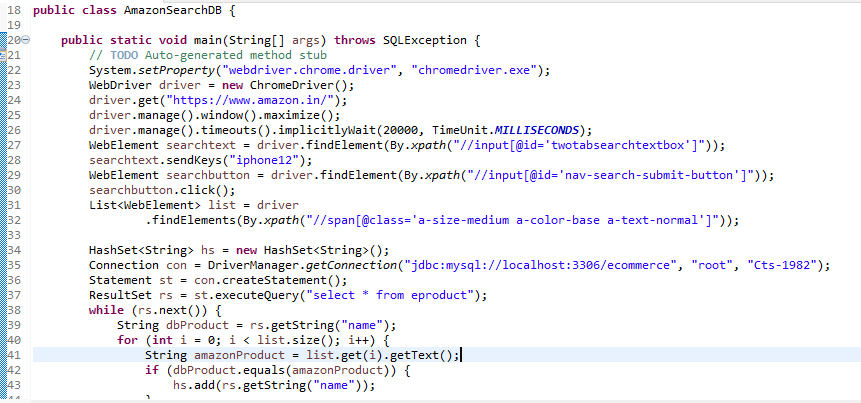 18 public class AmazonSearchDB {
19
20 public static void main(String[] args) throws SQLException {
21 // TODO Auto-generated method stub
22 System.setProperty("webdriver.chrome.driver", "chromedriver.exe");
23 WebDriver driver = new ChromeDriver();
24 driver.get("https://www.amazon.in/");
25 driver.manage().window().maximize();
26 driver.manage().timeouts().implicitlyWait(20000, TimeUnit.MILLISECONDS);
27 WebElement searchtext = driver.findElement(By.xpath("//input[@id='twotabsearchtextbox']"));
28 searchtext.sendKeys("iphone12");
29 WebElement searchbutton = driver.findElement(By.xpath("//input[@id='nav-search-submit-button']"));
30 searchbutton.click();
31 List<WebElement> list = driver
32 .findElements(By.xpath("//span[@class='a-size-medium a-color-base a-text-normal']"));
33
34 HashSet<String> hs = new HashSet<String>();
35 Connection con = DriverManager.getConnection("jdbc:mysql://localhost:3306/ecommerce", "root", "Cts-1982");
36 Statement st = con.createStatement();
37 ResultSet rs = st.executeQuery("select * from eproduct");
38 while (rs.next()) {
39 String dbProduct = rs.getString("name");
40 for (int i = 0; i < list.size(); i++) {
41 String amazonProduct = list.get(i).getText();
42 if (dbProduct.equals(amazonProduct)) {
43 hs.add(rs.getString("name"));